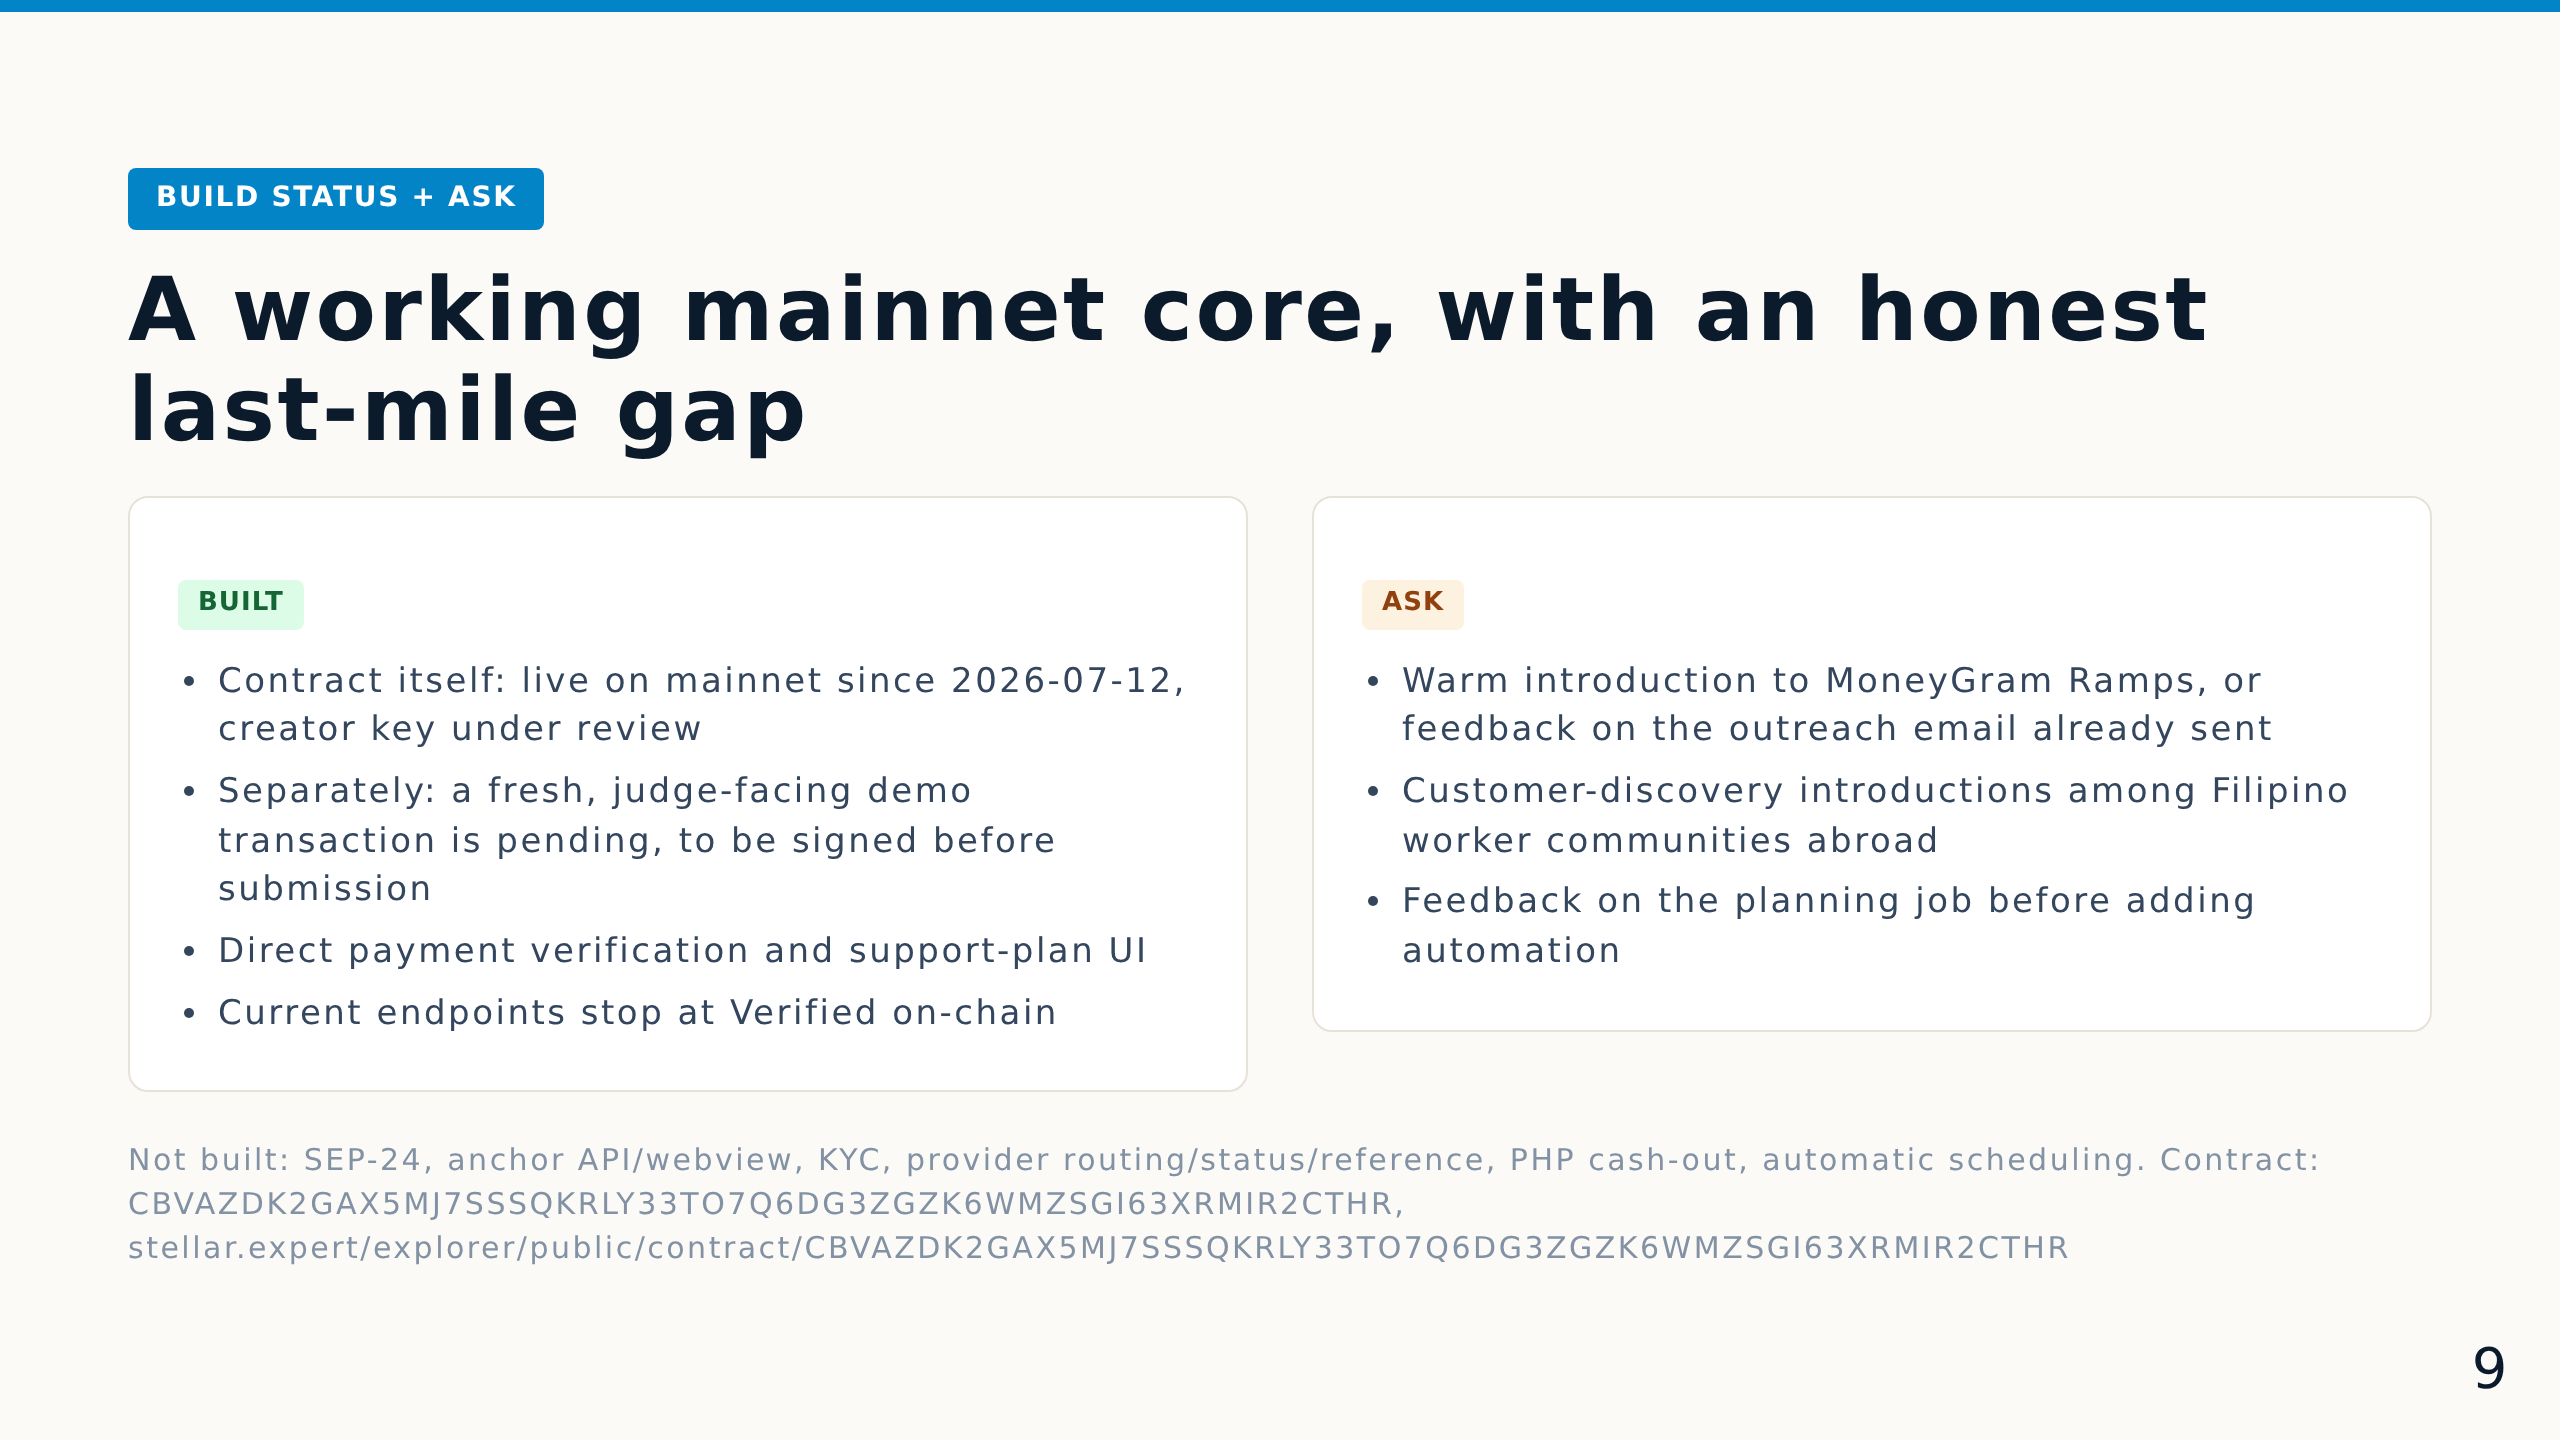 BUILD STATUS + ASK
A working mainnet core, with an honest
last-mile gap
BUILT
• Contract itself: live on mainnet since 2026-07-12,
creator key under review
• Separately: a fresh, judge-facing demo
transaction is pending, to be signed before
submission
• Direct payment verification and support-plan UI
• Current endpoints stop at Verified on-chain
ASK
• Warm introduction to MoneyGram Ramps, or
feedback on the outreach email already sent
• Customer-discovery introductions among Filipino
worker communities abroad
• Feedback on the planning job before adding
automation
Not built: SEP-24, anchor API/webview, KYC, provider routing/status/reference, PHP cash-out, automatic scheduling. Contract:
CBVAZDK2GAX5MJ7SSSQKRLY33TO7Q6DG3ZGZK6WMZSGI63XRMIR2CTHR,
stellar.expert/explorer/public/contract/CBVAZDK2GAX5MJ7SSSQKRLY33TO7Q6DG3ZGZK6WMZSGI63XRMIR2CTHR
9